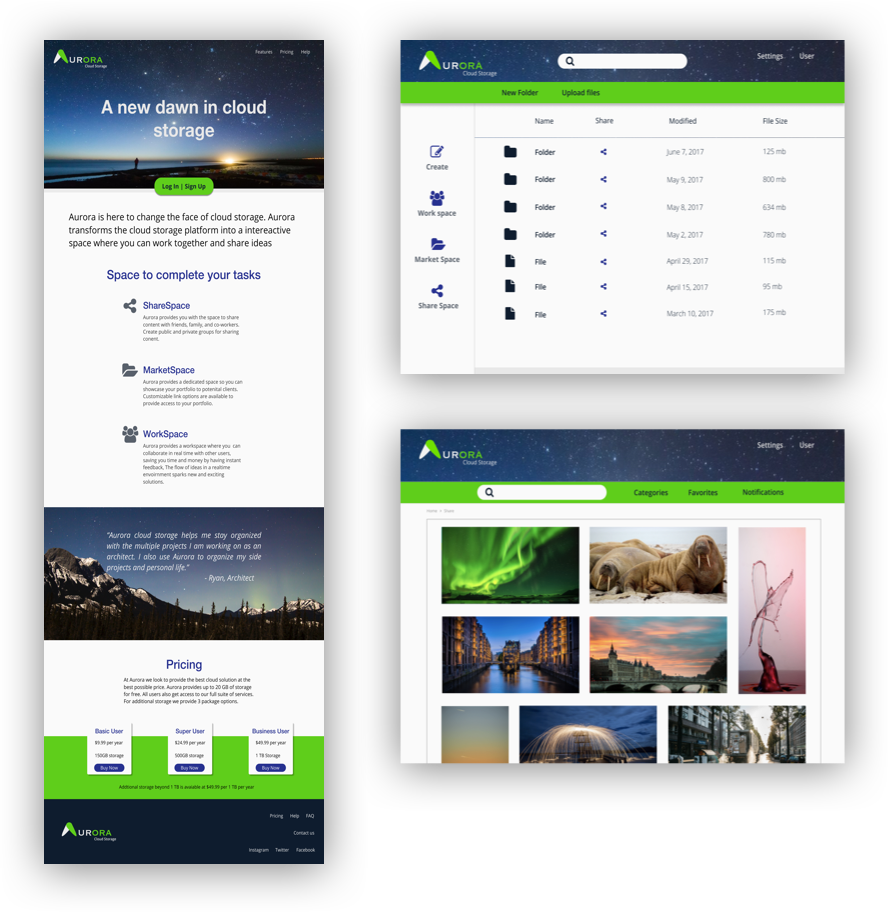 AURORA
Cloud Storage
Features Pricing Help
A new dawn in cloud
storage
Log In | Sign Up
Aurora is here to change the face of cloud storage. Aurora
transforms the cloud storage platform into a intereactive
space where you can work together and share ideas
Space to complete your tasks
ShareSpace
Aurora provides you with the space to share
content with friends, family, and co-workers.
Create public and private groups for sharing
conent.
MarketSpace
Aurora provides a dedicated space so you can
showcase your portfolio to potenital clients.
Customizable link options are available to
provide access to your portfolio.
WorkSpace
Aurora provides a workspace where you can
collaborate in real time with other users,
saving you time and money by having instant
feedback. The flow of ideas in a realtime
enviornment sparks new and exciting
solutions.
"Aurora cloud storage helps me stay organized
with the multiple projects I am working on as an
architect. I also use Aurora to organize my side
projects and personal life."
- Ryan, Architect
Pricing
At Aurora we look to provide the best cloud solution at the
best possible price. Aurora provides up to 20 GB of storage
for free. All users also get access to our full suite of services.
For additional storage we provide 3 package options.
Basic User Super User Business User
$9.99 per year $24.99 per year $49.99 per year
150GB storage 500GB storage 1 TB Storage
Buy Now Buy Now Buy Now
Additional storage beyond 1 TB is avaiable at $49.99 per 1 TB per year
AURORA
Cloud Storage
Pricing Help FAQ
Contact us
Instagram Twitter Facebook
AURORA
Cloud Storage
Settings User
New Folder Upload files
Name Share Modified File Size
Create
Work space
Market Space
Share Space
Folder June 7, 2017 125 mb
Folder May 9, 2017 800 mb
Folder May 8, 2017 634 mb
Folder May 2, 2017 780 mb
File April 29, 2017 115 mb
File April 15, 2017 95 mb
File March 10, 2017 175 mb
AURORA
Cloud Storage
Settings User
Categories Favorites Notifications
Home > Share